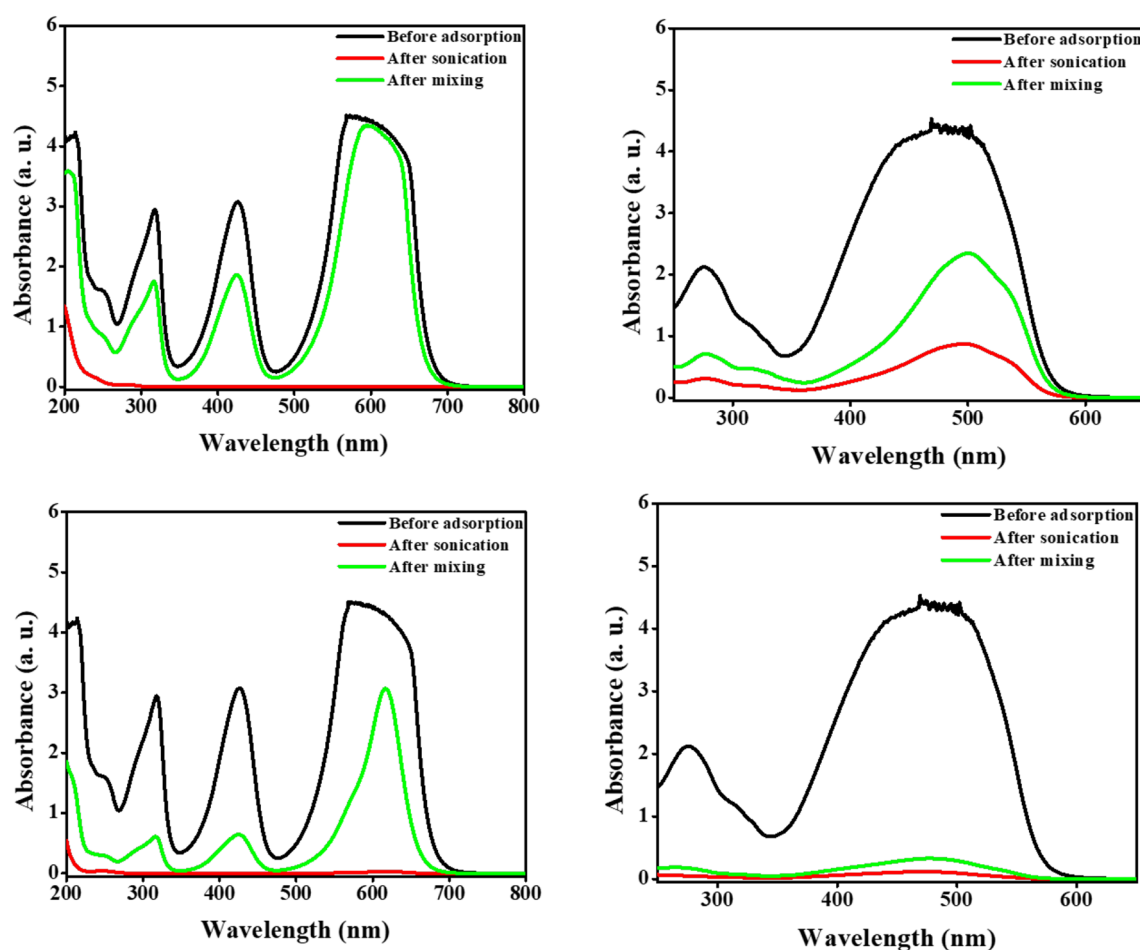 6
5
4
3
2
1
0
Absorbance (a. u.)
Before adsorption
After sonication
After mixing
200 300 400 500 600 700 800
Wavelength (nm)
6
5
4
3
2
1
0
Absorbance (a. u.)
Before adsorption
After sonication
After mixing
300 400 500 600
Wavelength (nm)
6
5
4
3
2
1
0
Absorbance (a. u.)
Before adsorption
After sonication
After mixing
200 300 400 500 600 700 800
Wavelength (nm)
6
5
4
3
2
1
0
Absorbance (a. u.)
Before adsorption
After sonication
After mixing
300 400 500 600
Wavelength (nm)